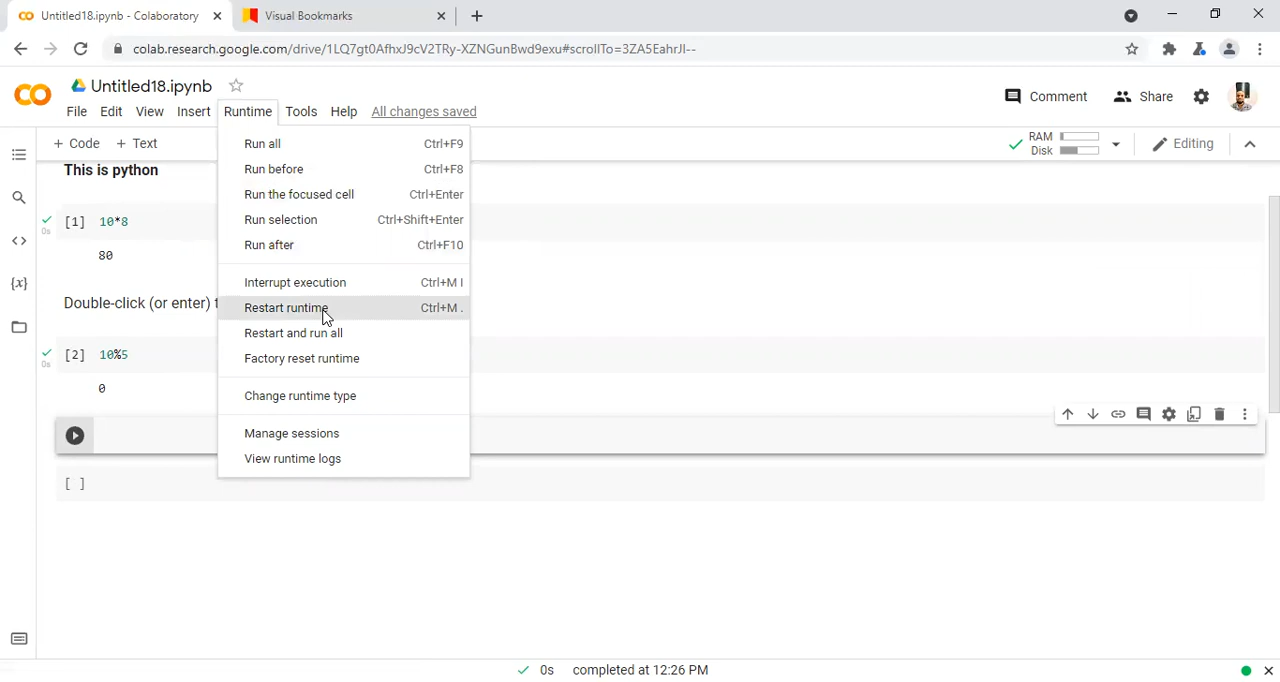 Untitled18.ipynb - Colaboratory
Visual Bookmarks
colab.research.google.com/drive/1LQ7gt0AfhxJ9cV2TRy-XZNGunBwd9exu#scrollTo=3ZA5EahrJI--
Untitled18.ipynb
Comment
Share
File Edit View Insert Runtime Tools Help All changes saved
+ Code + Text
RAM
Disk
Editing
This is python
[1] 10*8
80
Double-click (or enter) t
[2] 10%5
0
[ ]
Run all Ctrl+F9
Run before Ctrl+F8
Run the focused cell Ctrl+Enter
Run selection Ctrl+Shift+Enter
Run after Ctrl+F10
Interrupt execution Ctrl+M I
Restart runtime Ctrl+M .
Restart and run all
Factory reset runtime
Change runtime type
Manage sessions
View runtime logs
0s completed at 12:26 PM